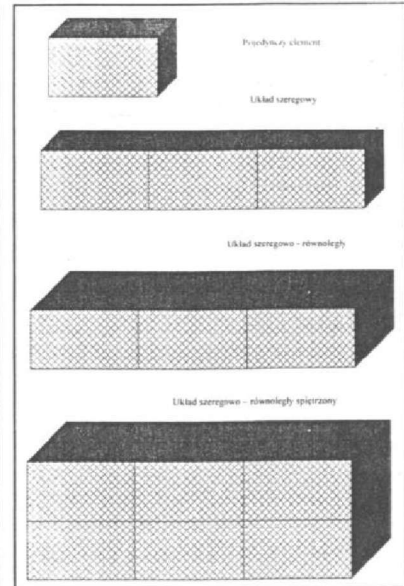 Pojedynczy element
Układ szeregowy
Układ szeregowo - równoległy
Układ szeregowo - równoległy spiętrzony